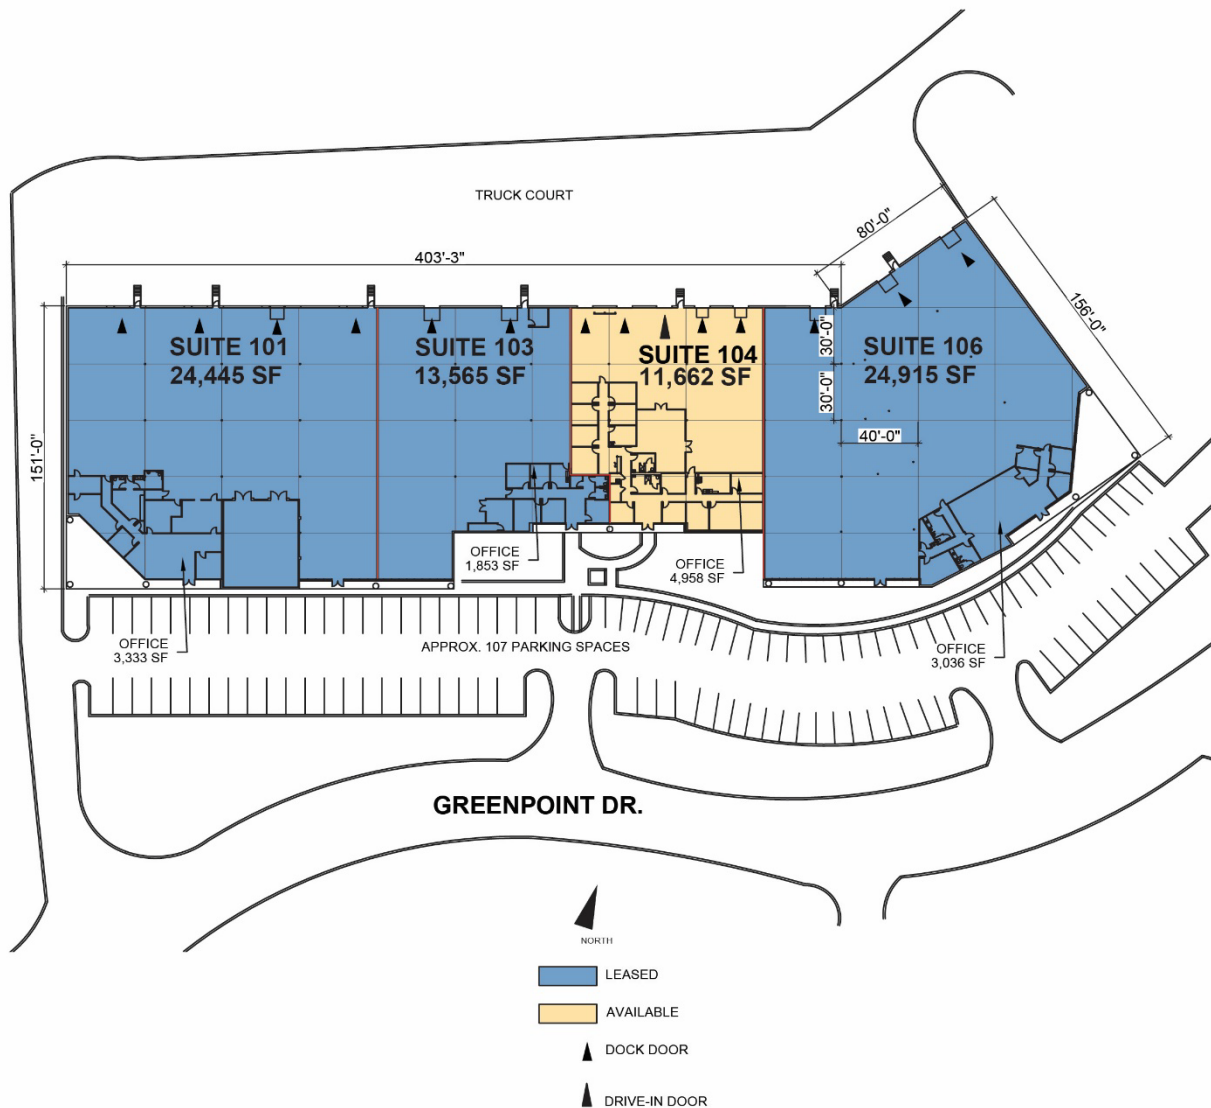 TRUCK COURT
80'-0"
403'-3"
156'-0"
151'-0"
SUITE 101
24,445 SF
SUITE 103
13,565 SF
SUITE 104
11,662 SF
SUITE 106
24,915 SF
30'-0"
30'-0"
40'-0"
OFFICE
1,853 SF
OFFICE
4,958 SF
OFFICE
3,333 SF
APPROX. 107 PARKING SPACES
OFFICE
3,036 SF
GREENPOINT DR.
NORTH
LEASED
AVAILABLE
DOCK DOOR
DRIVE-IN DOOR